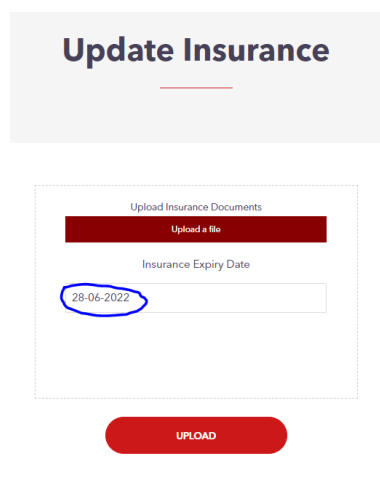 Update Insurance
Upload Insurance Documents
Upload a file
Insurance Expiry Date
28-06-2022
UPLOAD